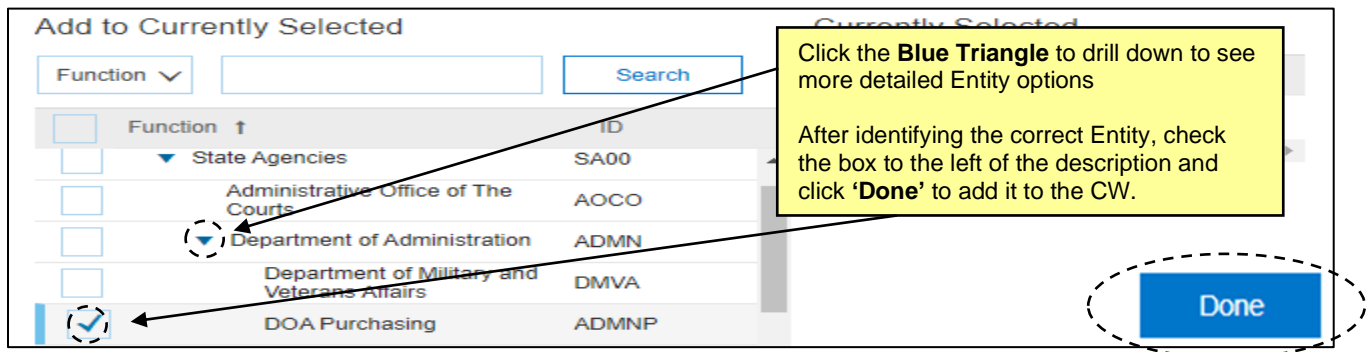 Add to Currently Selected
Currently Selected
Function
Search
Click the Blue Triangle to drill down to see
more detailed Entity options
After identifying the correct Entity, check
the box to the left of the description and
click ‘Done’ to add it to the CW.
Function ↑ ID
State Agencies SA00
Administrative Office of The
Courts AOCO
Department of Administration ADMN
Department of Military and
Veterans Affairs DMVA
DOA Purchasing ADMNP
Done